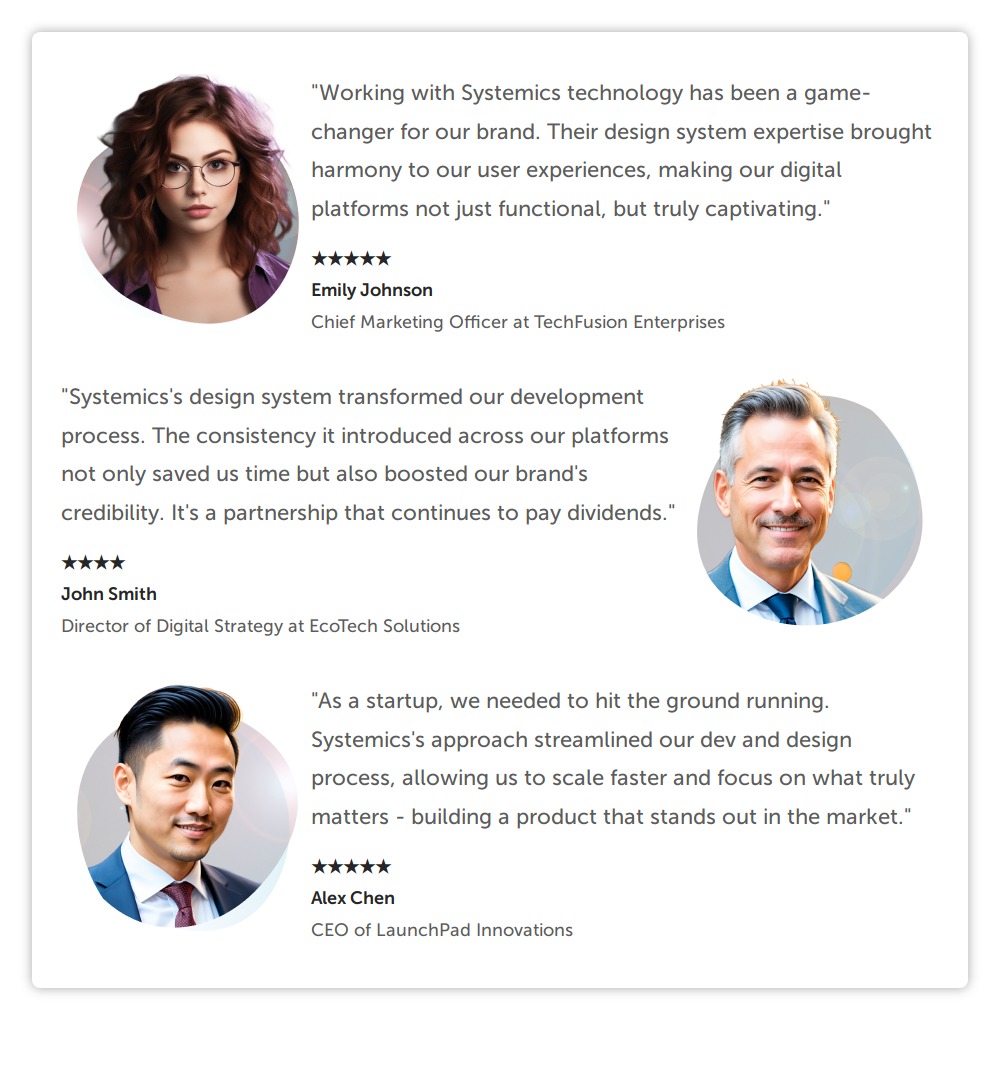 "Working with Systemics technology has been a game-
changer for our brand. Their design system expertise brought
harmony to our user experiences, making our digital
platforms not just functional, but truly captivating."
★★★★★
Emily Johnson
Chief Marketing Officer at TechFusion Enterprises
"Systemics's design system transformed our development
process. The consistency it introduced across our platforms
not only saved us time but also boosted our brand's
credibility. It's a partnership that continues to pay dividends."
★★★★
John Smith
Director of Digital Strategy at EcoTech Solutions
"As a startup, we needed to hit the ground running.
Systemics's approach streamlined our dev and design
process, allowing us to scale faster and focus on what truly
matters - building a product that stands out in the market."
★★★★★
Alex Chen
CEO of LaunchPad Innovations